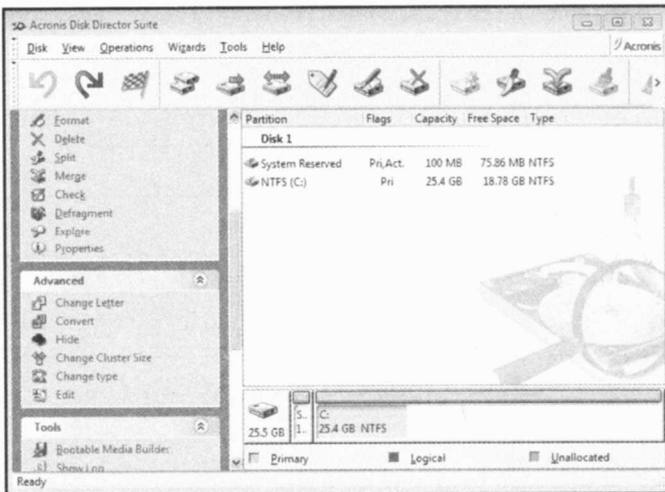 Acronis Disk Director Suite
Disk View Operations Wizards Tools Help
Acronis
Format
Delete
Split
Merge
Check
Defragment
Explore
Properties
Advanced
Change Letter
Convert
Hide
Change Cluster Size
Change type
Edit
Tools
Bootable Media Builder
Show Log
Partition Flags Capacity Free Space Type
Disk 1
System Reserved Pri,Act. 100 MB 75.86 MB NTFS
NTFS (C:) Pri 25.4 GB 18.78 GB NTFS
25.5 GB
S..
1..
C:
25.4 GB NTFS
Primary Logical Unallocated
Ready